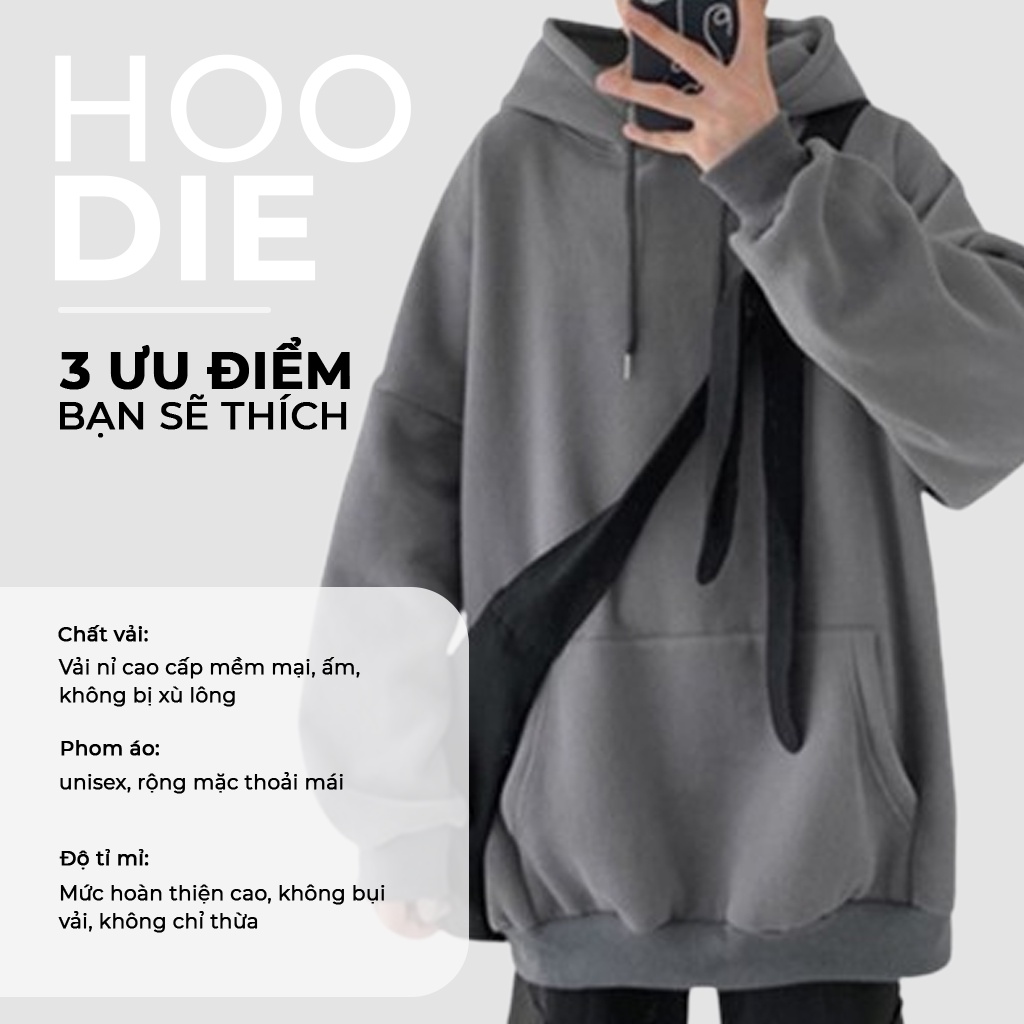 HOO
DIE
3 ƯU ĐIỂM
BẠN SẼ THÍCH
Chất vải:
Vải nỉ cao cấp mềm mại, ấm,
không bị xù lông
Phom áo:
unisex, rộng mặc thoải mái
Độ tỉ mỉ:
Mức hoàn thiện cao, không bụi
vải, không chỉ thừa